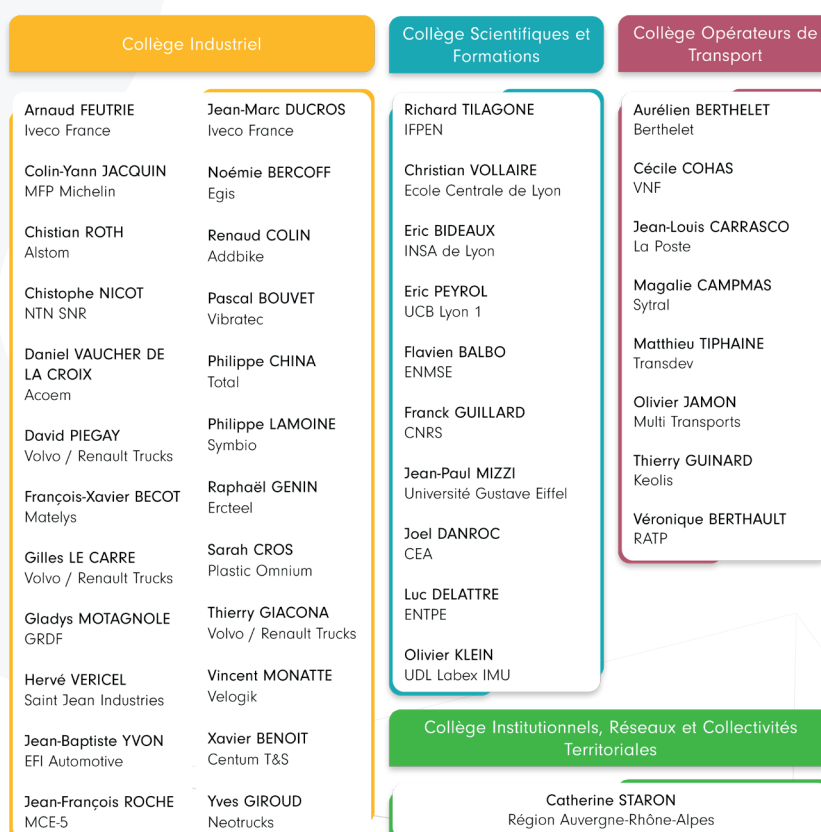 Collège Industriel
Arnaud FEUTRIE
Iveco France
Colin-Yann JACQUIN
MFP Michelin
Chistian ROTH
Alstom
Chistophe NICOT
NTN SNR
Daniel VAUCHER DE
LA CROIX
Acoem
David PIEGAY
Volvo / Renault Trucks
François-Xavier BECOT
Matelys
Gilles LE CARRE
Volvo / Renault Trucks
Gladys MOTAGNOLE
GRDF
Hervé VERICEL
Saint Jean Industries
Jean-Baptiste YVON
EFI Automotive
Jean-François ROCHE
MCE-5
Jean-Marc DUCROS
Iveco France
Noémie BERCOFF
Egis
Renaud COLIN
Addbike
Pascal BOUVET
Vibratec
Philippe CHINA
Total
Philippe LAMOINE
Symbio
Raphaël GENIN
Ercteel
Sarah CROS
Plastic Omnium
Thierry GIACONA
Volvo / Renault Trucks
Vincent MONATTE
Velogik
Xavier BENOIT
Centum T&S
Yves GIROUD
Neotrucks
Collège Scientifiques et
Formations
Richard TILAGONE
IFPEN
Christian VOLLAIRE
Ecole Centrale de Lyon
Eric BIDEAUX
INSA de Lyon
Eric PEYROL
UCB Lyon 1
Flavien BALBO
ENMSE
Franck GUILLARD
CNRS
Jean-Paul MIZZI
Université Gustave Eiffel
Joel DANROC
CEA
Luc DELATTRE
ENTPE
Olivier KLEIN
UDL Labex IMU
Collège Opérateurs de
Transport
Aurélien BERTHELET
Berthelet
Cécile COHAS
VNF
Jean-Louis CARRASCO
La Poste
Magalie CAMPMAS
Sytral
Matthieu TIPHAINE
Transdev
Olivier JAMON
Multi Transports
Thierry GUINARD
Keolis
Véronique BERTHAULT
RATP
Collège Institutionnels, Réseaux et Collectivités
Territoriales
Catherine STARON
Région Auvergne-Rhône-Alpes